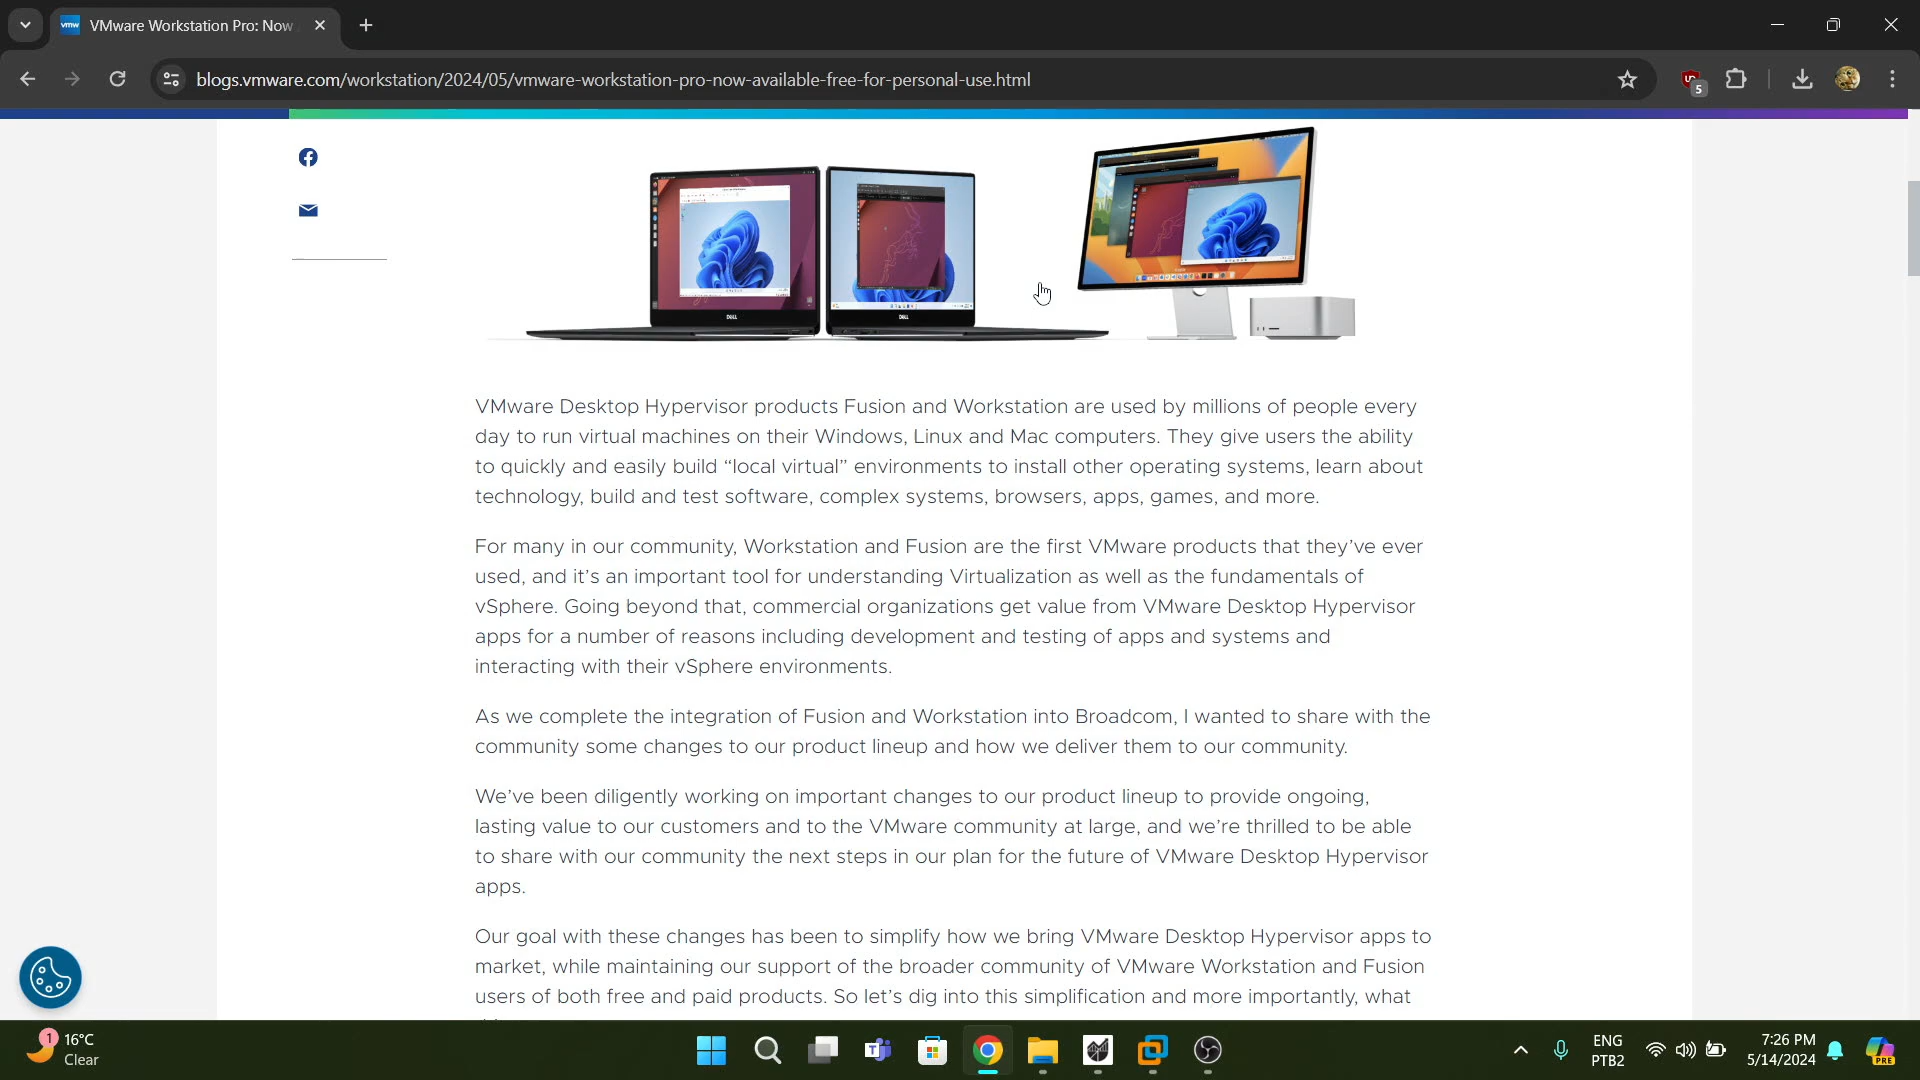 vmw VMware Workstation Pro: Now
blogs.vmware.com/workstation/2024/05/vmware-workstation-pro-now-available-free-for-personal-use.html
5
DELL DELL
VMware Desktop Hypervisor products Fusion and Workstation are used by millions of people every
day to run virtual machines on their Windows, Linux and Mac computers. They give users the ability
to quickly and easily build “local virtual” environments to install other operating systems, learn about
technology, build and test software, complex systems, browsers, apps, games, and more.
For many in our community, Workstation and Fusion are the first VMware products that they’ve ever
used, and it’s an important tool for understanding Virtualization as well as the fundamentals of
vSphere. Going beyond that, commercial organizations get value from VMware Desktop Hypervisor
apps for a number of reasons including development and testing of apps and systems and
interacting with their vSphere environments.
As we complete the integration of Fusion and Workstation into Broadcom, I wanted to share with the
community some changes to our product lineup and how we deliver them to our community.
We’ve been diligently working on important changes to our product lineup to provide ongoing,
lasting value to our customers and to the VMware community at large, and we’re thrilled to be able
to share with our community the next steps in our plan for the future of VMware Desktop Hypervisor
apps.
Our goal with these changes has been to simplify how we bring VMware Desktop Hypervisor apps to
market, while maintaining our support of the broader community of VMware Workstation and Fusion
users of both free and paid products. So let’s dig into this simplification and more importantly, what
1 16°C
Clear
ENG
PTB2
7:26 PM
5/14/2024
PRE